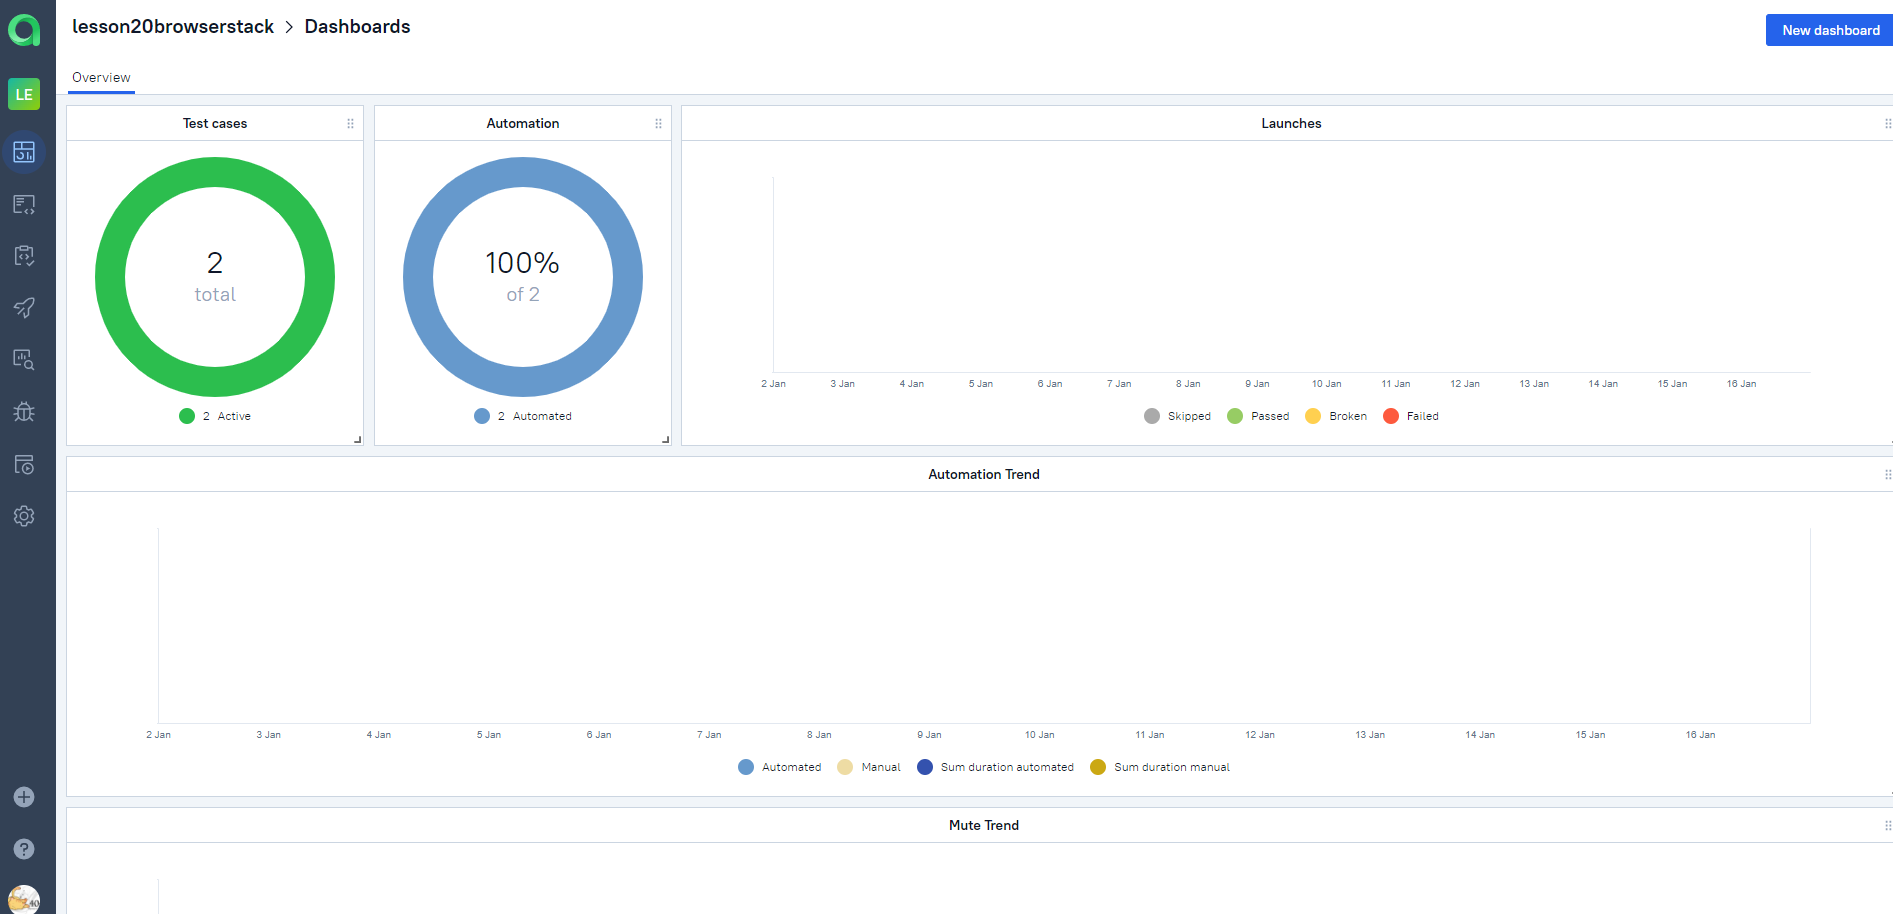 lesson20browserstack > Dashboards
New dashboard
LE
Overview
Test cases
Automation
Launches
2
total
2 Active
100%
of 2
2 Automated
2 Jan 3 Jan 4 Jan 5 Jan 6 Jan 7 Jan 8 Jan 9 Jan 10 Jan 11 Jan 12 Jan 13 Jan 14 Jan 15 Jan 16 Jan
Skipped Passed Broken Failed
Automation Trend
2 Jan 3 Jan 4 Jan 5 Jan 6 Jan 7 Jan 8 Jan 9 Jan 10 Jan 11 Jan 12 Jan 13 Jan 14 Jan 15 Jan 16 Jan
Automated Manual Sum duration automated Sum duration manual
Mute Trend
?
40